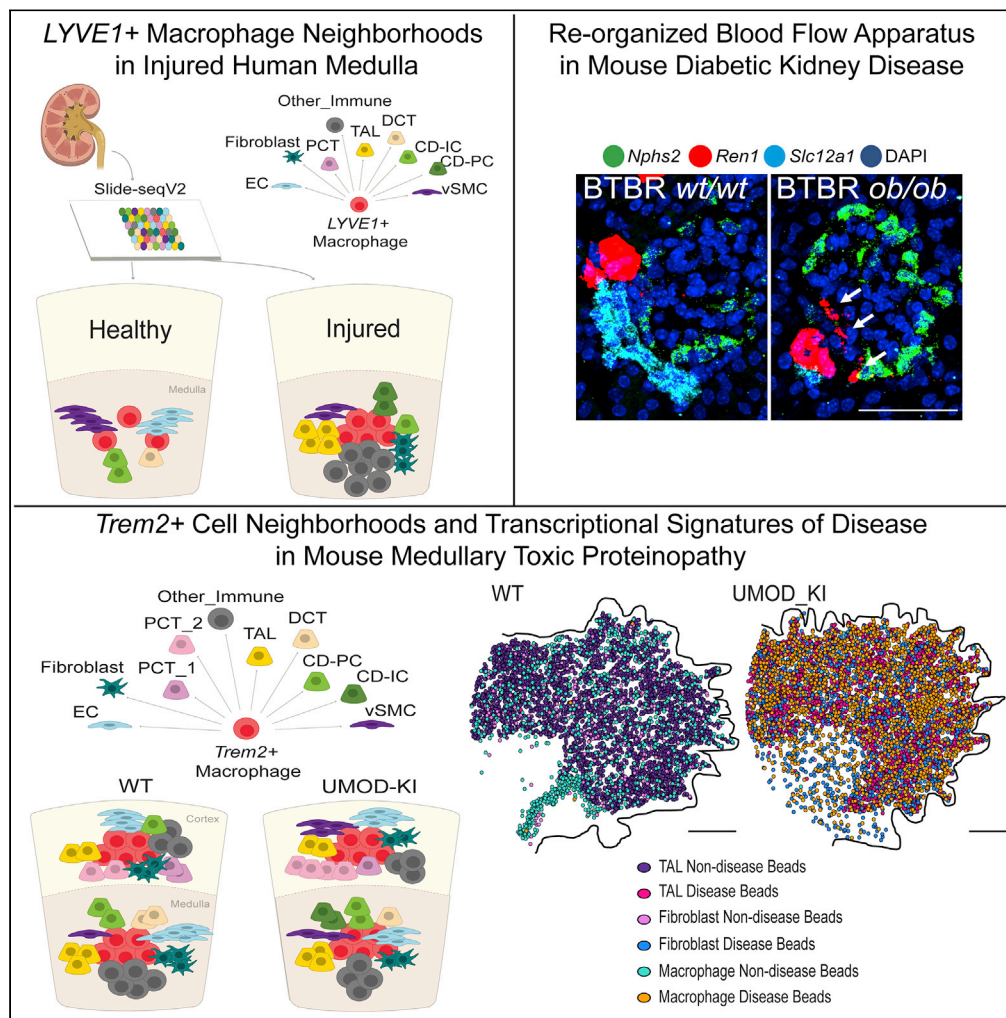 LYVE1+ Macrophage Neighborhoods
in Injured Human Medulla
Other_Immune
Fibroblast
PCT
TAL
DCT
CD-IC
CD-PC
EC
vSMC
LYVE1+
Macrophage
Slide-seqV2
Healthy
Injured
Medulla
Re-organized Blood Flow Apparatus
in Mouse Diabetic Kidney Disease
Nphs2 Ren1 Slc12a1 DAPI
BTBR wt/wt
BTBR ob/ob
Trem2+ Cell Neighborhoods and Transcriptional Signatures of Disease
in Mouse Medullary Toxic Proteinopathy
Other_Immune
PCT_2
TAL
DCT
Fibroblast
PCT_1
CD-PC
CD-IC
EC
vSMC
Trem2+
Macrophage
WT
UMOD-KI
Cortex
Medulla
WT
UMOD_KI
TAL Non-disease Beads
TAL Disease Beads
Fibroblast Non-disease Beads
Fibroblast Disease Beads
Macrophage Non-disease Beads
Macrophage Disease Beads